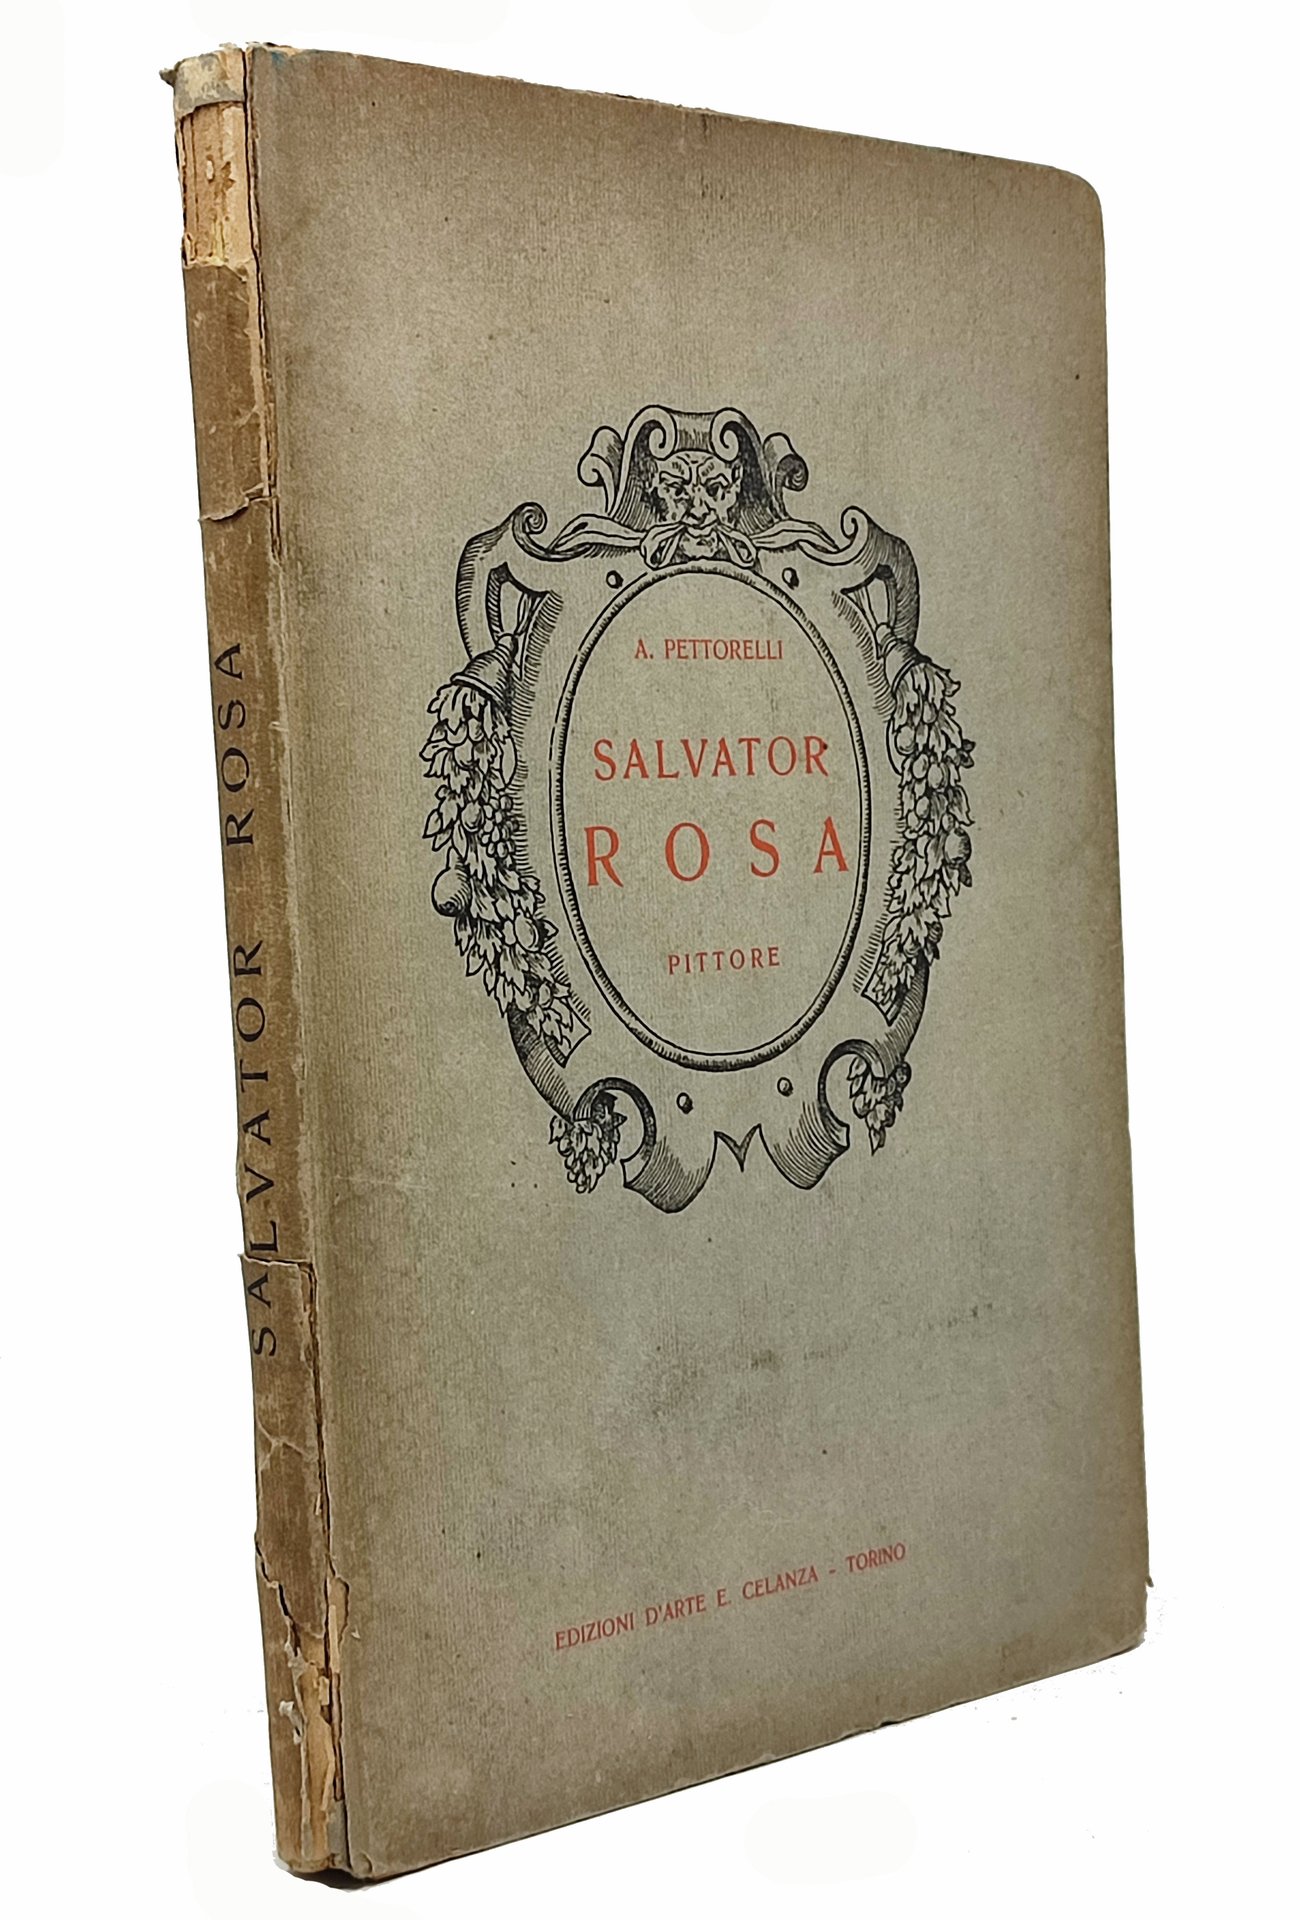 SALVATOR ROSA
A. PETTORELLI
SALVATOR
ROSA
PITTORE
EDIZIONI D'ARTE E. CELANZA - TORINO